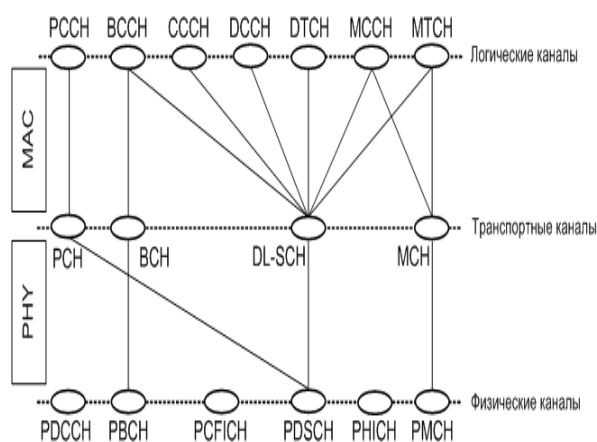 PCCH BCCH CCCH DCCH DTCH MCCH MTCH
Логические каналы
MAC
Транспортные каналы
PCH BCH DL-SCH MCH
PHY
Физические каналы
PDCCH PBCH PCFICH PDSCH PHICH PMCH